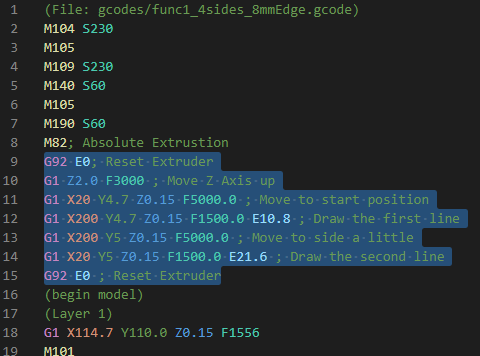 1 (File: gcodes/func1_4sides_8mmEdge.gcode)
2 M104 S230
3 M105
4 M109 S230
5 M140 S60
6 M105
7 M190 S60
8 M82; Absolute Extrustion
9 G92 E0; Reset Extruder
10 G1 Z2.0 F3000 ; Move Z Axis up
11 G1 X20 Y4.7 Z0.15 F5000.0 ; Move to start position
12 G1 X200 Y4.7 Z0.15 F1500.0 E10.8 ; Draw the first line
13 G1 X200 Y5 Z0.15 F5000.0 ; Move to side a little
14 G1 X20 Y5 Z0.15 F1500.0 E21.6 ; Draw the second line
15 G92 E0 ; Reset Extruder
16 (begin model)
17 (Layer 1)
18 G1 X114.7 Y110.0 Z0.15 F1556
19 M101